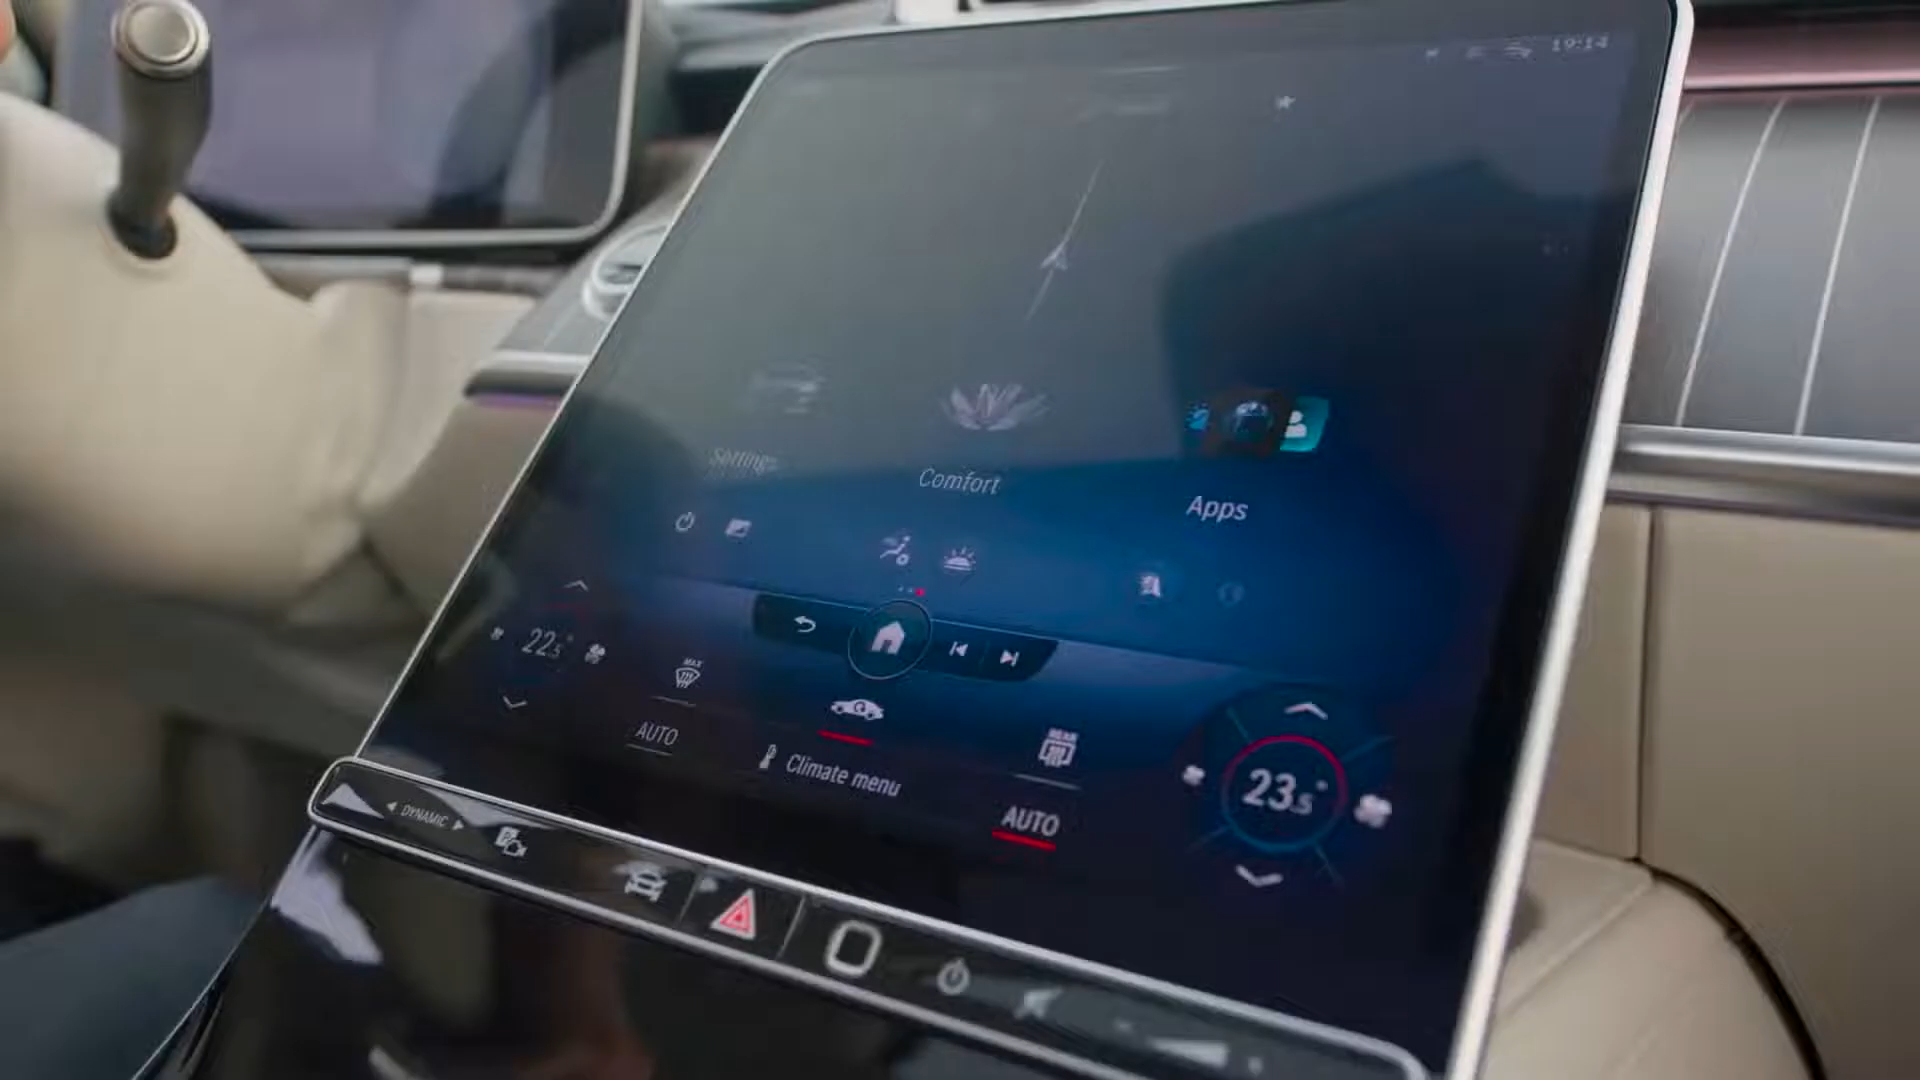 19:14
Settings
Comfort
Apps
22.5°
MAX
AUTO
Climate menu
REAR
AUTO
23.5°
DYNAMIC